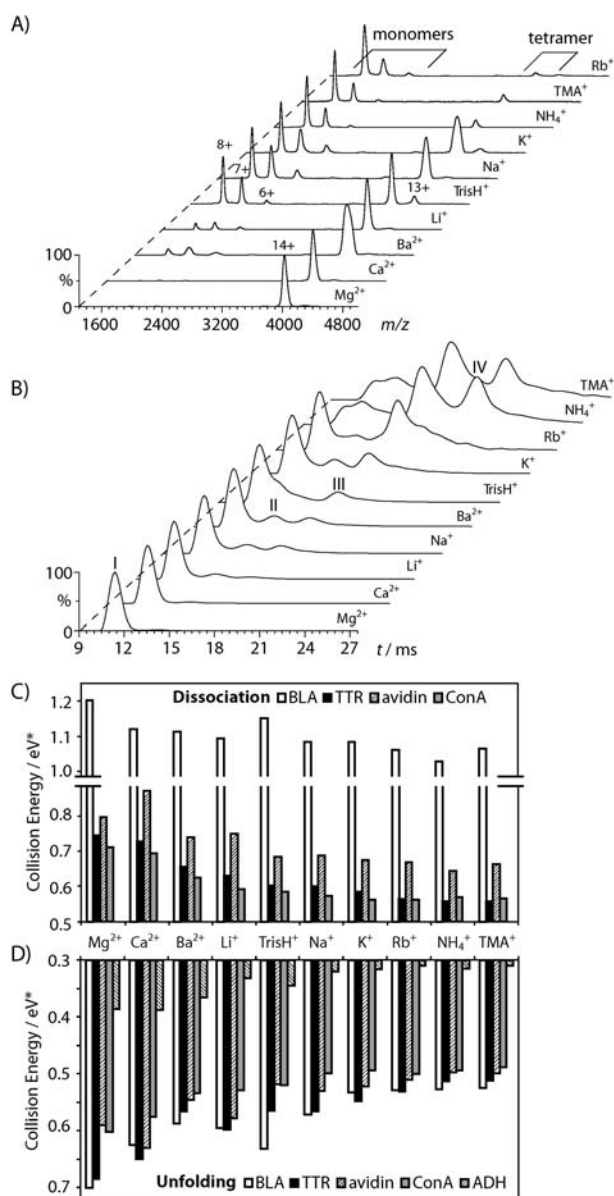 A)
monomers
tetramer
Rb⁺
TMA⁺
NH₄⁺
K⁺
Na⁺
8+
7+
6+
13+
TrisH⁺
Li⁺
Ba²⁺
14+
Ca²⁺
Mg²⁺
100
%
0
1600 2400 3200 4000 4800 m/z
B)
IV
TMA⁺
NH₄⁺
Rb⁺
K⁺
III
TrisH⁺
II
Ba²⁺
Na⁺
I
Li⁺
Ca²⁺
Mg²⁺
100
%
0
9 12 15 18 21 24 27 t / ms
C)
Dissociation BLA TTR avidin ConA
Collision Energy / eV*
1.2
1.1
1.0
0.8
0.7
0.6
0.5
Mg²⁺ Ca²⁺ Ba²⁺ Li⁺ TrisH⁺ Na⁺ K⁺ Rb⁺ NH₄⁺ TMA⁺
D)
Collision Energy / eV*
0.3
0.4
0.5
0.6
0.7
Unfolding BLA TTR avidin ConA ADH